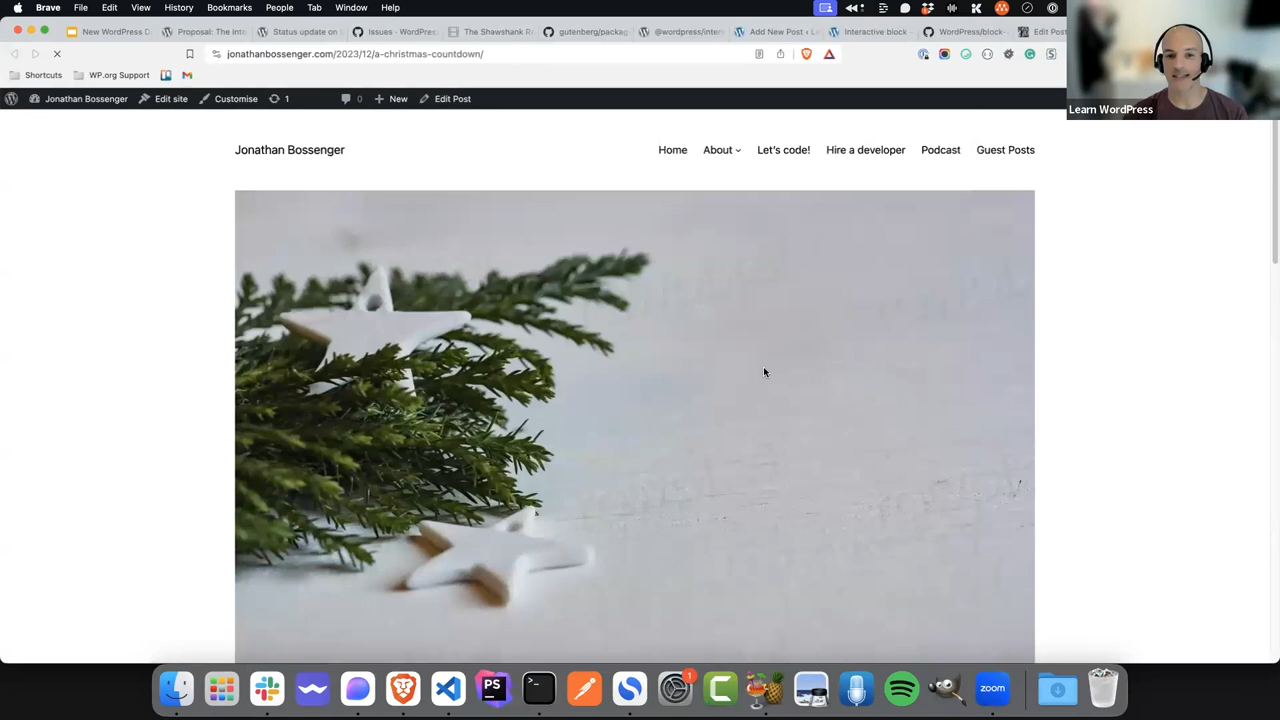 Brave File Edit View History Bookmarks People Tab Window Help
New WordPress D
Proposal: The Int
Status update on
Issues · WordPres
The Shawshank R
gutenberg/packag
@wordpress/inter
Add New Post ‹ L
Interactive block -
WordPress/block-
Edit Post
jonathanbossenger.com/2023/12/a-christmas-countdown/
Shortcuts
WP.org Support
Jonathan Bossenger
Edit site
Customise
1
0
New
Edit Post
Learn WordPress
Jonathan Bossenger
Home
About
Let's code!
Hire a developer
Podcast
Guest Posts
PS
>_
1
C
zoom